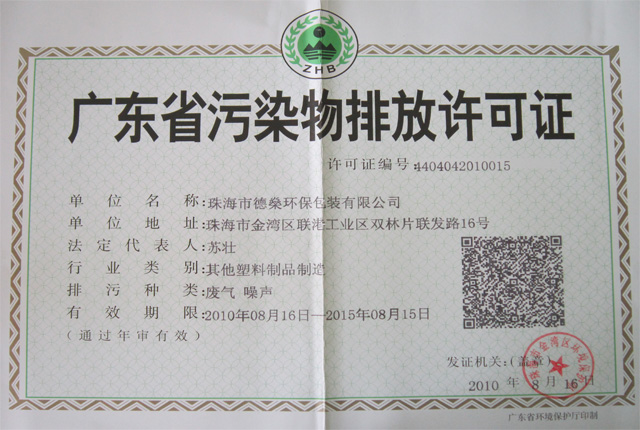 ZHB
广东省污染物排放许可证
许可证编号:4404042010015
单位名称:珠海市德燊环保包装有限公司
单位地址:珠海市金湾区联港工业区双林片联发路16号
法定代表人:苏壮
行业类别:其他塑料制品制造
排污种类:废气 噪声
有效期限:2010年08月16日—2015年08月15日
(通过年审有效)
发证机关:(盖章)
2010 年 8 月 16 日
广东省环境保护厅印制